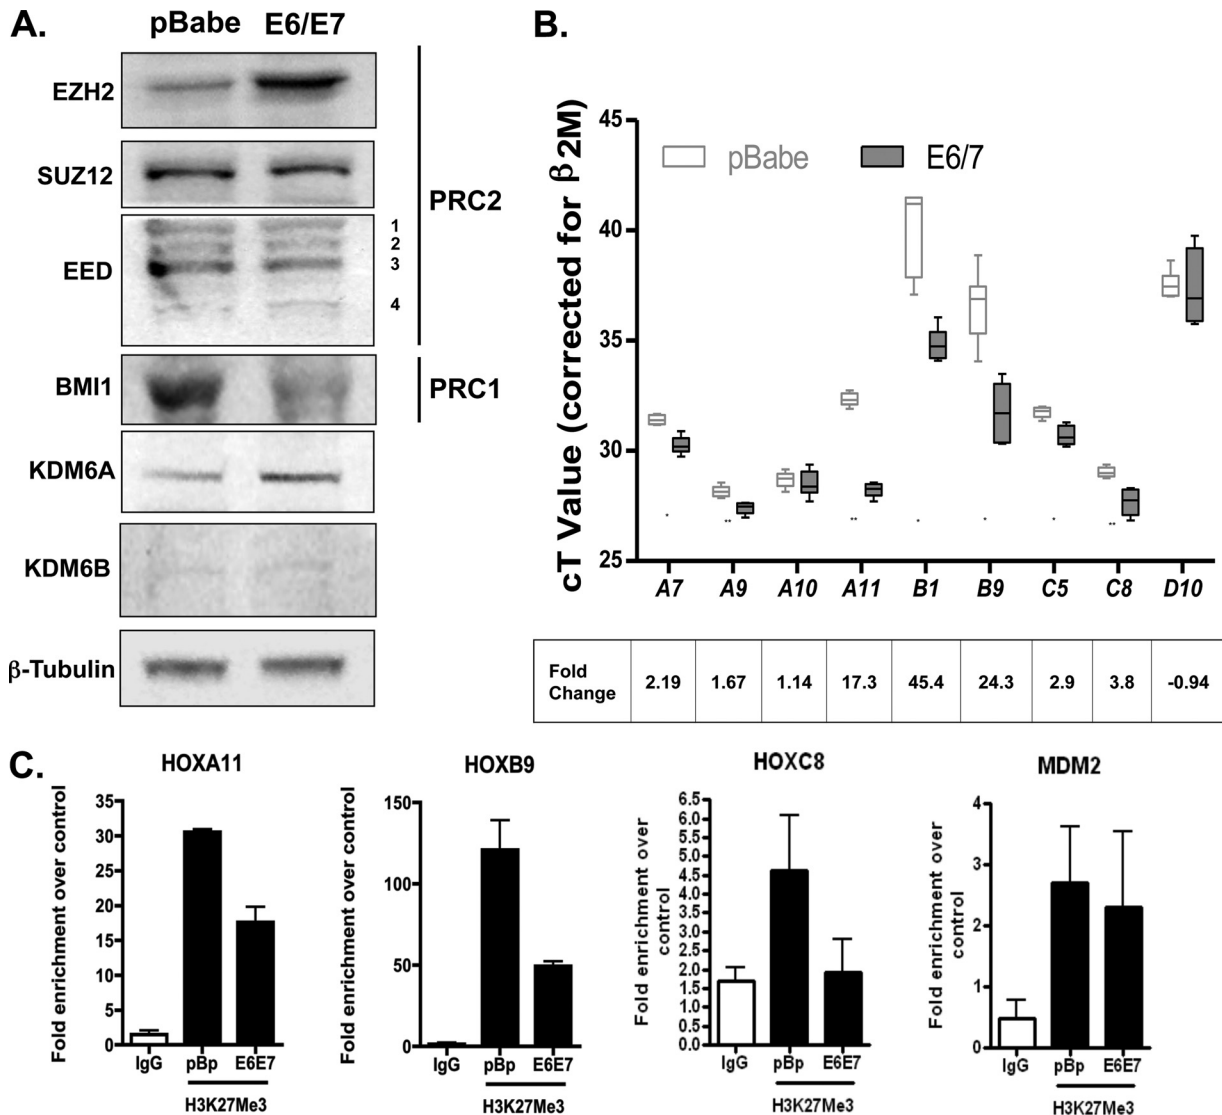 A.
pBabe E6/E7
EZH2
SUZ12
EED
1
2
3
4
PRC2
BMI1
PRC1
KDM6A
KDM6B
β-Tubulin
B.
cT Value (corrected for β2M)
45
40
35
30
25
pBabe E6/7
A7 A9 A10 A11 B1 B9 C5 C8 D10
Fold Change 2.19 1.67 1.14 17.3 45.4 24.3 2.9 3.8 -0.94
C.
HOXA11
Fold enrichment over control
35
30
25
20
15
10
5
0
IgG pBp E6E7
H3K27Me3
HOXB9
Fold enrichment over control
150
100
50
0
IgG pBp E6E7
H3K27Me3
HOXC8
Fold enrichment over
control
6.5
6.0
5.5
5.0
4.5
4.0
3.5
3.0
2.5
2.0
1.5
1.0
0.5
0.0
IgG pBp E6E7
H3K27Me3
MDM2
Fold enrichment over
control
4
3
2
1
0
IgG pBp E6E7
H3K27Me3